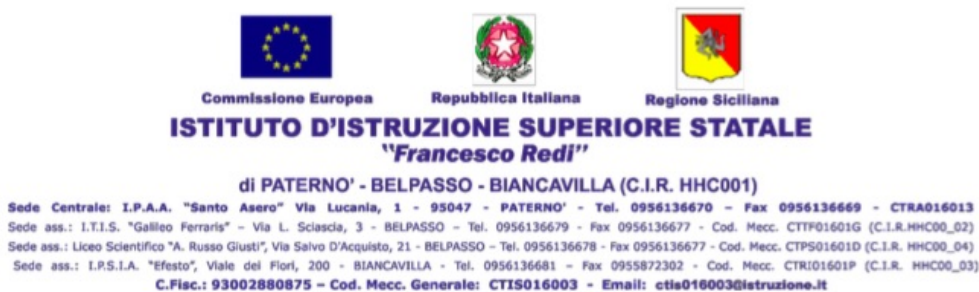 Commissione Europea Repubblica Italiana Regione Siciliana
ISTITUTO D'ISTRUZIONE SUPERIORE STATALE
"Francesco Redi"
di PATERNO' - BELPASSO - BIANCAVILLA (C.I.R. HHC001)
Sede Centrale: I.P.A.A. "Santo Asero" Via Lucania, 1 - 95047 - PATERNO' - Tel. 0956136670 – Fax 0956136669 - CTRA016013
Sede ass.: I.T.I.S. "Galileo Ferraris" – Via L. Sciascia, 3 - BELPASSO – Tel. 0956136679 - Fax 0956136677 - Cod. Mecc. CTTF01601G (C.I.R.HHC00_02)
Sede ass.: Liceo Scientifico "A. Russo Giusti", Via Salvo D'Acquisto, 21 - BELPASSO – Tel. 0956136678 - Fax 0956136677 - Cod. Mecc. CTPS01601D (C.I.R.HHC00_04)
Sede ass.: I.P.S.I.A. "Efesto", Viale dei Fiori, 200 - BIANCAVILLA - Tel. 0956136681 – Fax 0955872302 - Cod. Mecc. CTRI01601P (C.I.R. HHC00_03)
C.Fisc.: 93002880875 – Cod. Mecc. Generale: CTIS016003 - Email: ctis016003@istruzione.it